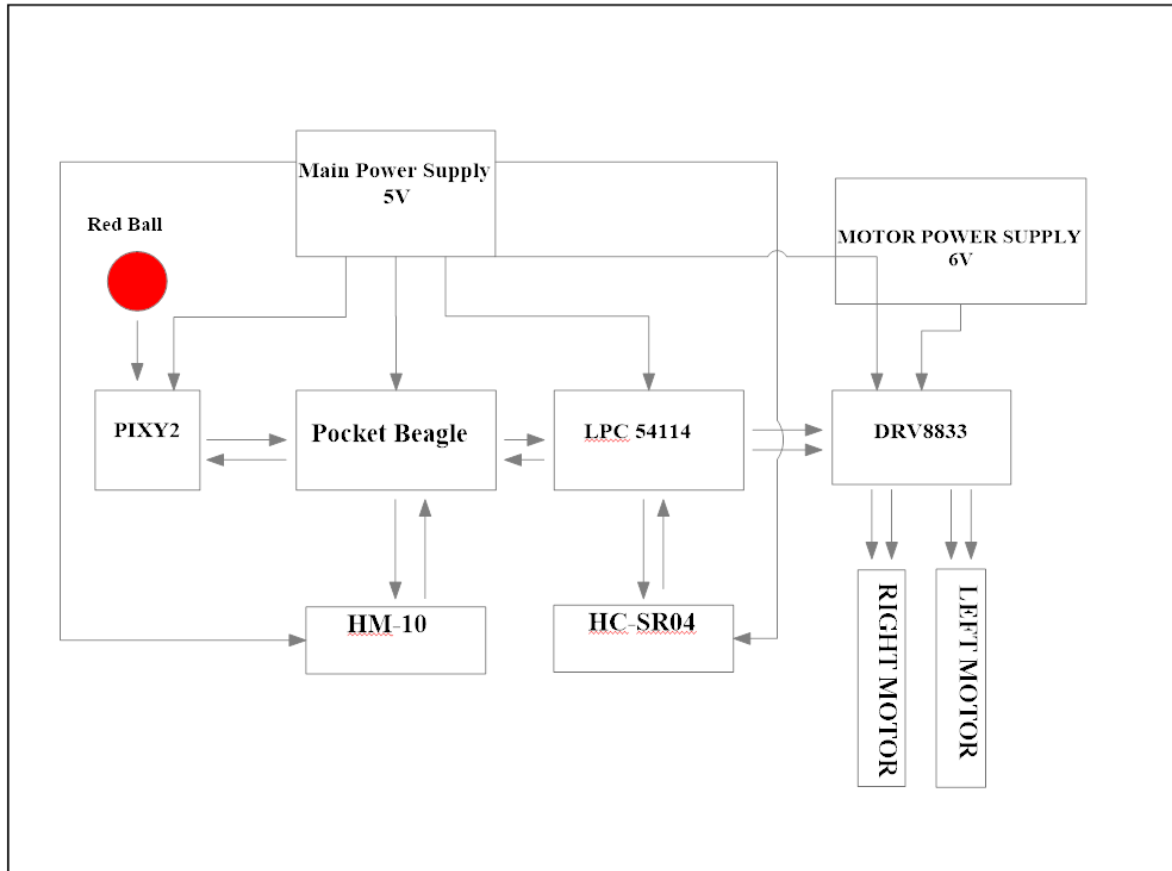 Main Power Supply
5V
Red Ball
MOTOR POWER SUPPLY
6V
PIXY2
Pocket Beagle
LPC 54114
DRV8833
HM-10
HC-SR04
RIGHT MOTOR
LEFT MOTOR